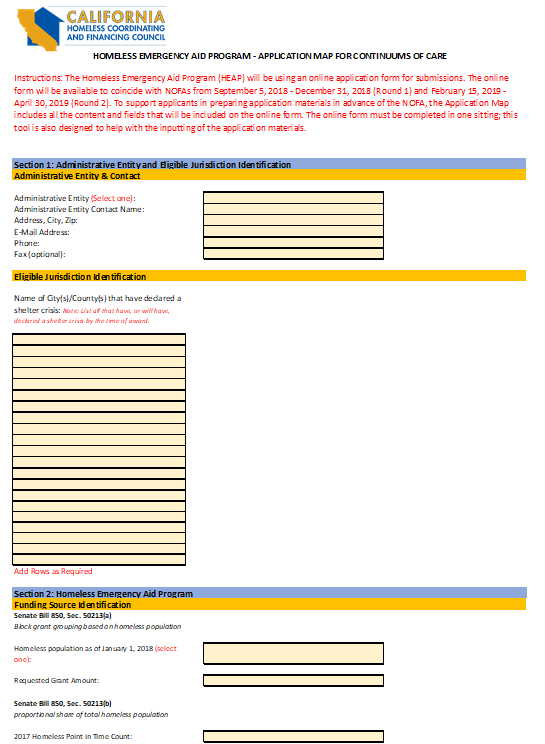 CALIFORNIA
HOMELESS COORDINATING
AND FINANCING COUNCIL
HOMELESS EMERGENCY AID PROGRAM - APPLICATION MAP FOR CONTINUUMS OF CARE
Instructions: The Homeless Emergency Aid Program (HEAP) will be using an online application form for submissions. The online
form will be available to coincide with NOFAs from September 5, 2018 - December 31, 2018 (Round 1) and February 15, 2019 -
April 30, 2019 (Round 2). To support applicants in preparing application materials in advance of the NOFA, the Application Map
includes all the content and fields that will be included on the online form. The online form must be completed in one sitting; this
tool is also designed to help with the inputting of the application materials.
Section 1: Administrative Entity and Eligible Jurisdiction Identification
Administrative Entity & Contact
Administrative Entity (Select one):
Administrative Entity Contact Name:
Address, City, Zip:
E-Mail Address:
Phone:
Fax (optional):
Eligible Jurisdiction Identification
Name of City(s)/County(s) that have declared a
shelter crisis: Note: List all that have, or will have,
declared a shelter crisis by the time of award.
Add Rows as Required
Section 2: Homeless Emergency Aid Program
Funding Source Identification
Senate Bill 850, Sec. 50213(a)
Block grant grouping based on homeless population
Homeless population as of January 1, 2018 (select
one):
Requested Grant Amount:
Senate Bill 850, Sec. 50213(b)
proportional share of total homeless population
2017 Homeless Point in Time Count: